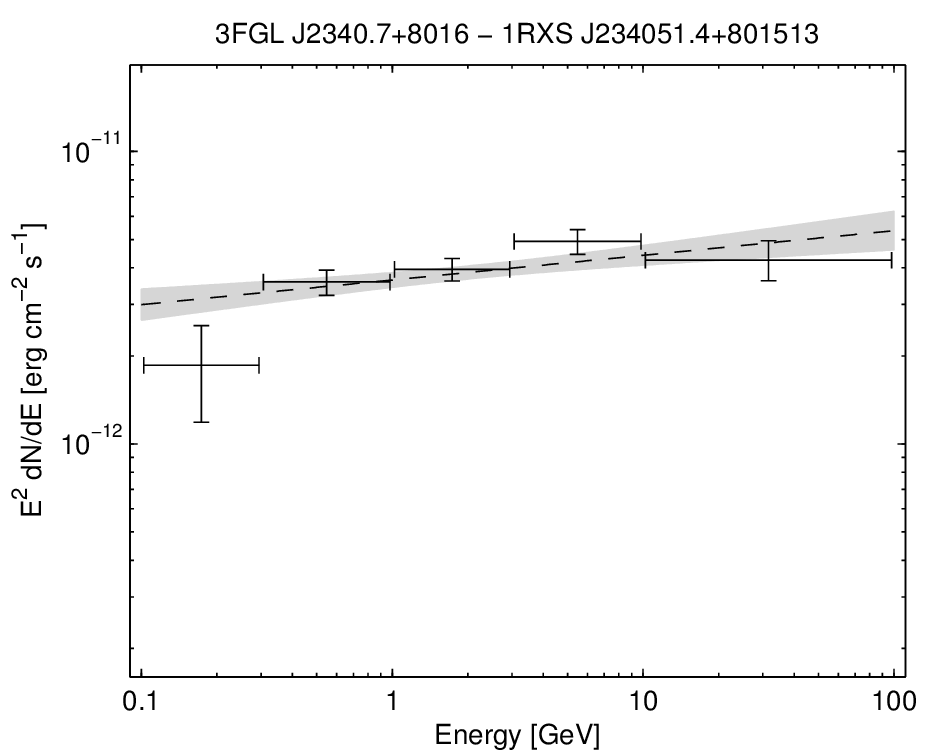 3FGL J2340.7+8016 − 1RXS J234051.4+801513
10⁻¹¹
10⁻¹²
E² dN/dE [erg cm⁻² s⁻¹]
0.1 1 10 100
Energy [GeV]